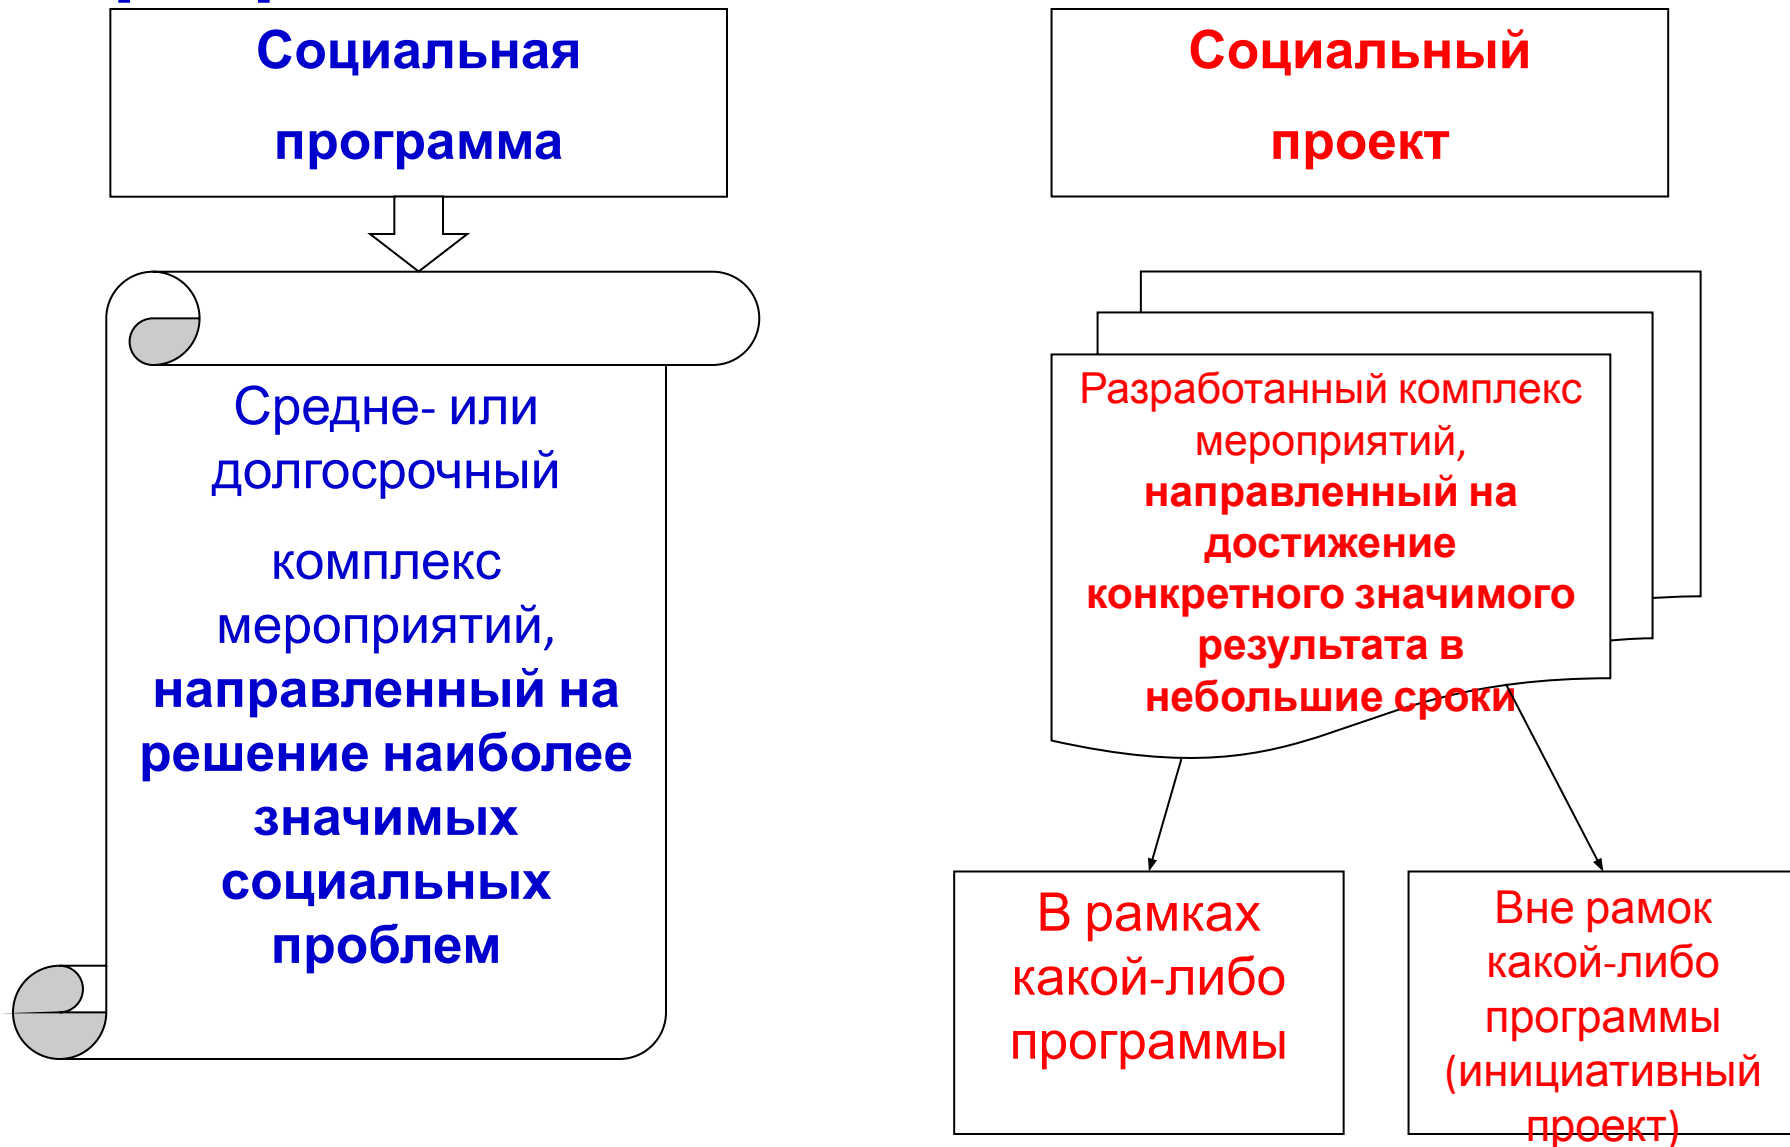 Социальная
программа
Средне- или
долгосрочный
комплекс
мероприятий,
направленный на
решение наиболее
значимых
социальных
проблем
Социальный
проект
Разработанный комплекс
мероприятий,
направленный на
достижение
конкретного значимого
результата в
небольшие сроки
В рамках
какой-либо
программы
Вне рамок
какой-либо
программы
(инициативный
проект)